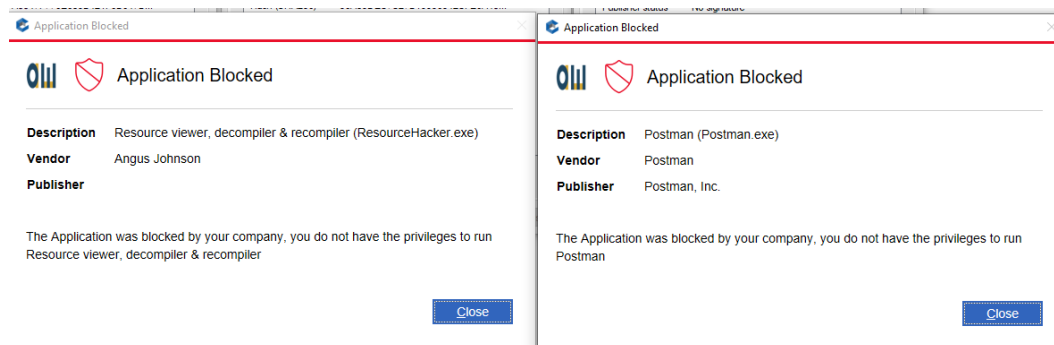 Publisher status No signature
Application Blocked
Application Blocked
Description Resource viewer, decompiler & recompiler (ResourceHacker.exe)
Vendor Angus Johnson
Publisher
The Application was blocked by your company, you do not have the privileges to run
Resource viewer, decompiler & recompiler
Close
Application Blocked
Application Blocked
Description Postman (Postman.exe)
Vendor Postman
Publisher Postman, Inc.
The Application was blocked by your company, you do not have the privileges to run
Postman
Close